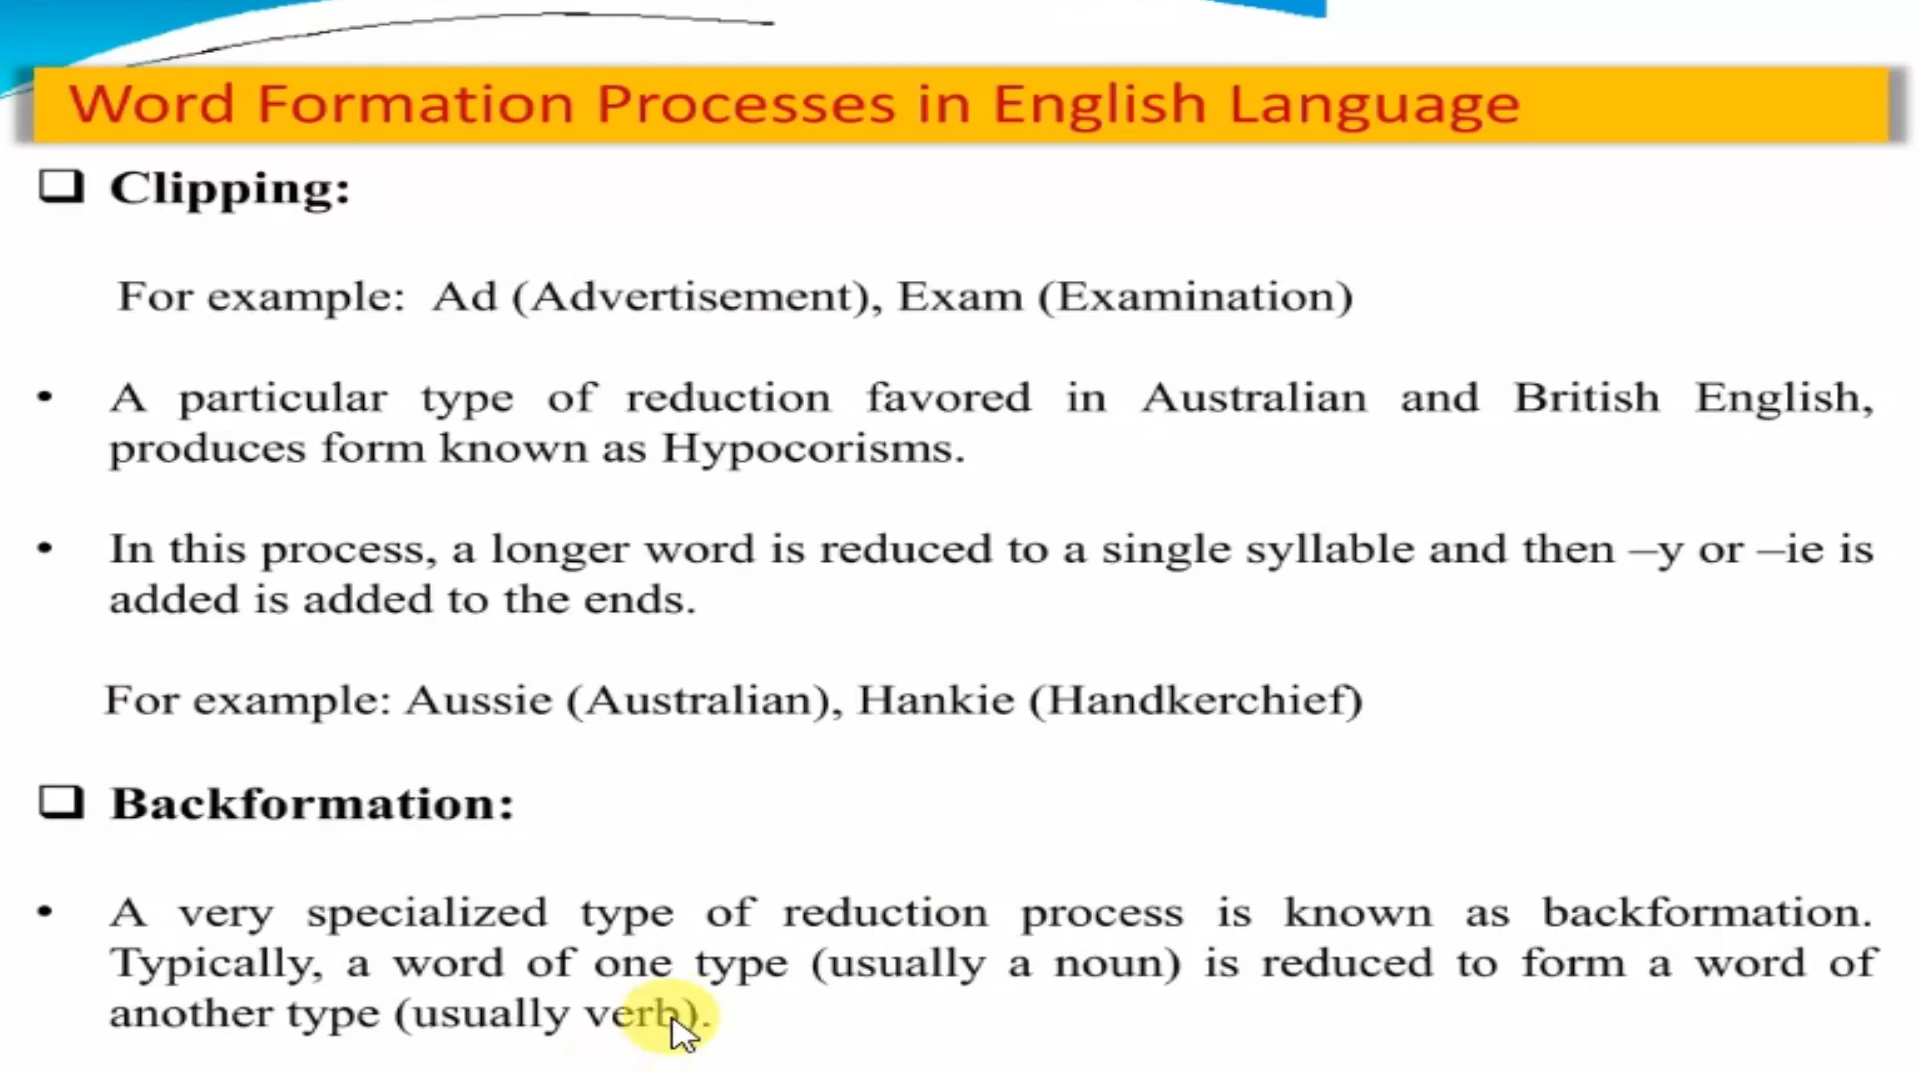 Word Formation Processes in English Language
❑ Clipping:
For example: Ad (Advertisement), Exam (Examination)
• A particular type of reduction favored in Australian and British English,
produces form known as Hypocorisms.
• In this process, a longer word is reduced to a single syllable and then –y or –ie is
added is added to the ends.
For example: Aussie (Australian), Hankie (Handkerchief)
❑ Backformation:
• A very specialized type of reduction process is known as backformation.
Typically, a word of one type (usually a noun) is reduced to form a word of
another type (usually verb).